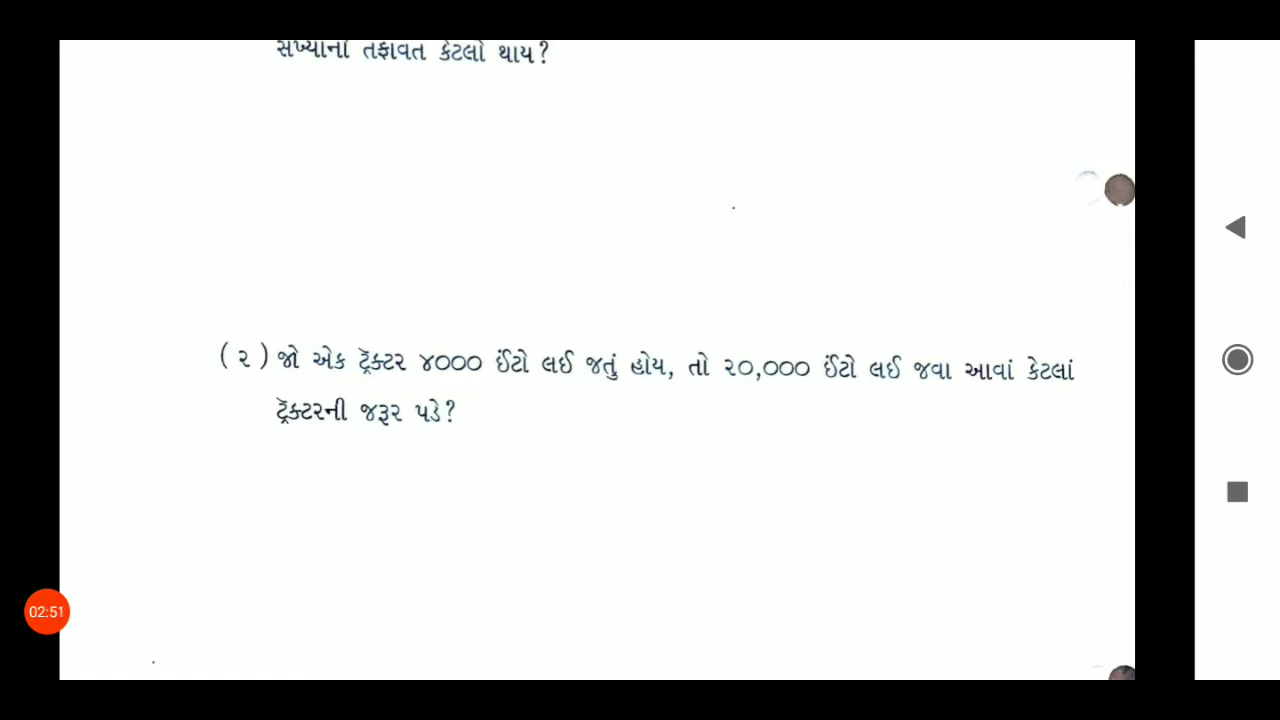 સંખ્યાનો તફાવત કેટલો થાય?
(૨) જો એક ટ્રૅક્ટર ૪૦૦૦ ઈંટો લઈ જતું હોય, તો ૨૦,૦૦૦ ઈંટો લઈ જવા આવાં કેટલાં
ટ્રૅક્ટરની જરૂર પડે?
02:51